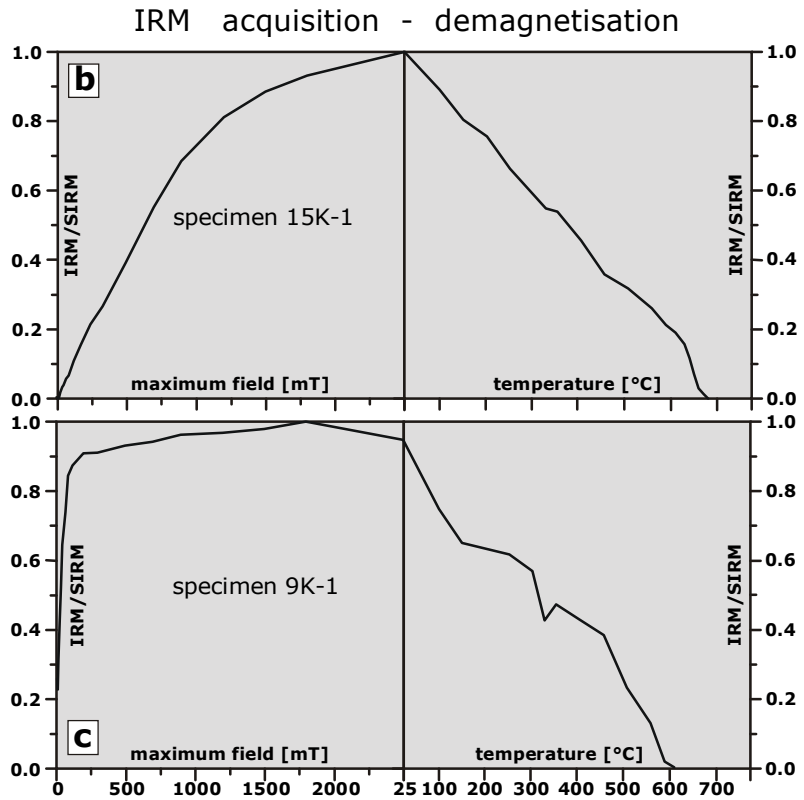 IRM acquisition - demagnetisation
b
1.0
0.8
0.6
0.4
0.2
0.0
IRM/SIRM
specimen 15K-1
maximum field [mT]
temperature [°C]
IRM/SIRM
1.0
0.8
0.6
0.4
0.2
0.0
c
1.0
0.8
0.6
0.4
0.2
0.0
IRM/SIRM
specimen 9K-1
maximum field [mT]
temperature [°C]
IRM/SIRM
1.0
0.8
0.6
0.4
0.2
0.0
0 500 1000 1500 2000 25 100 200 300 400 500 600 700